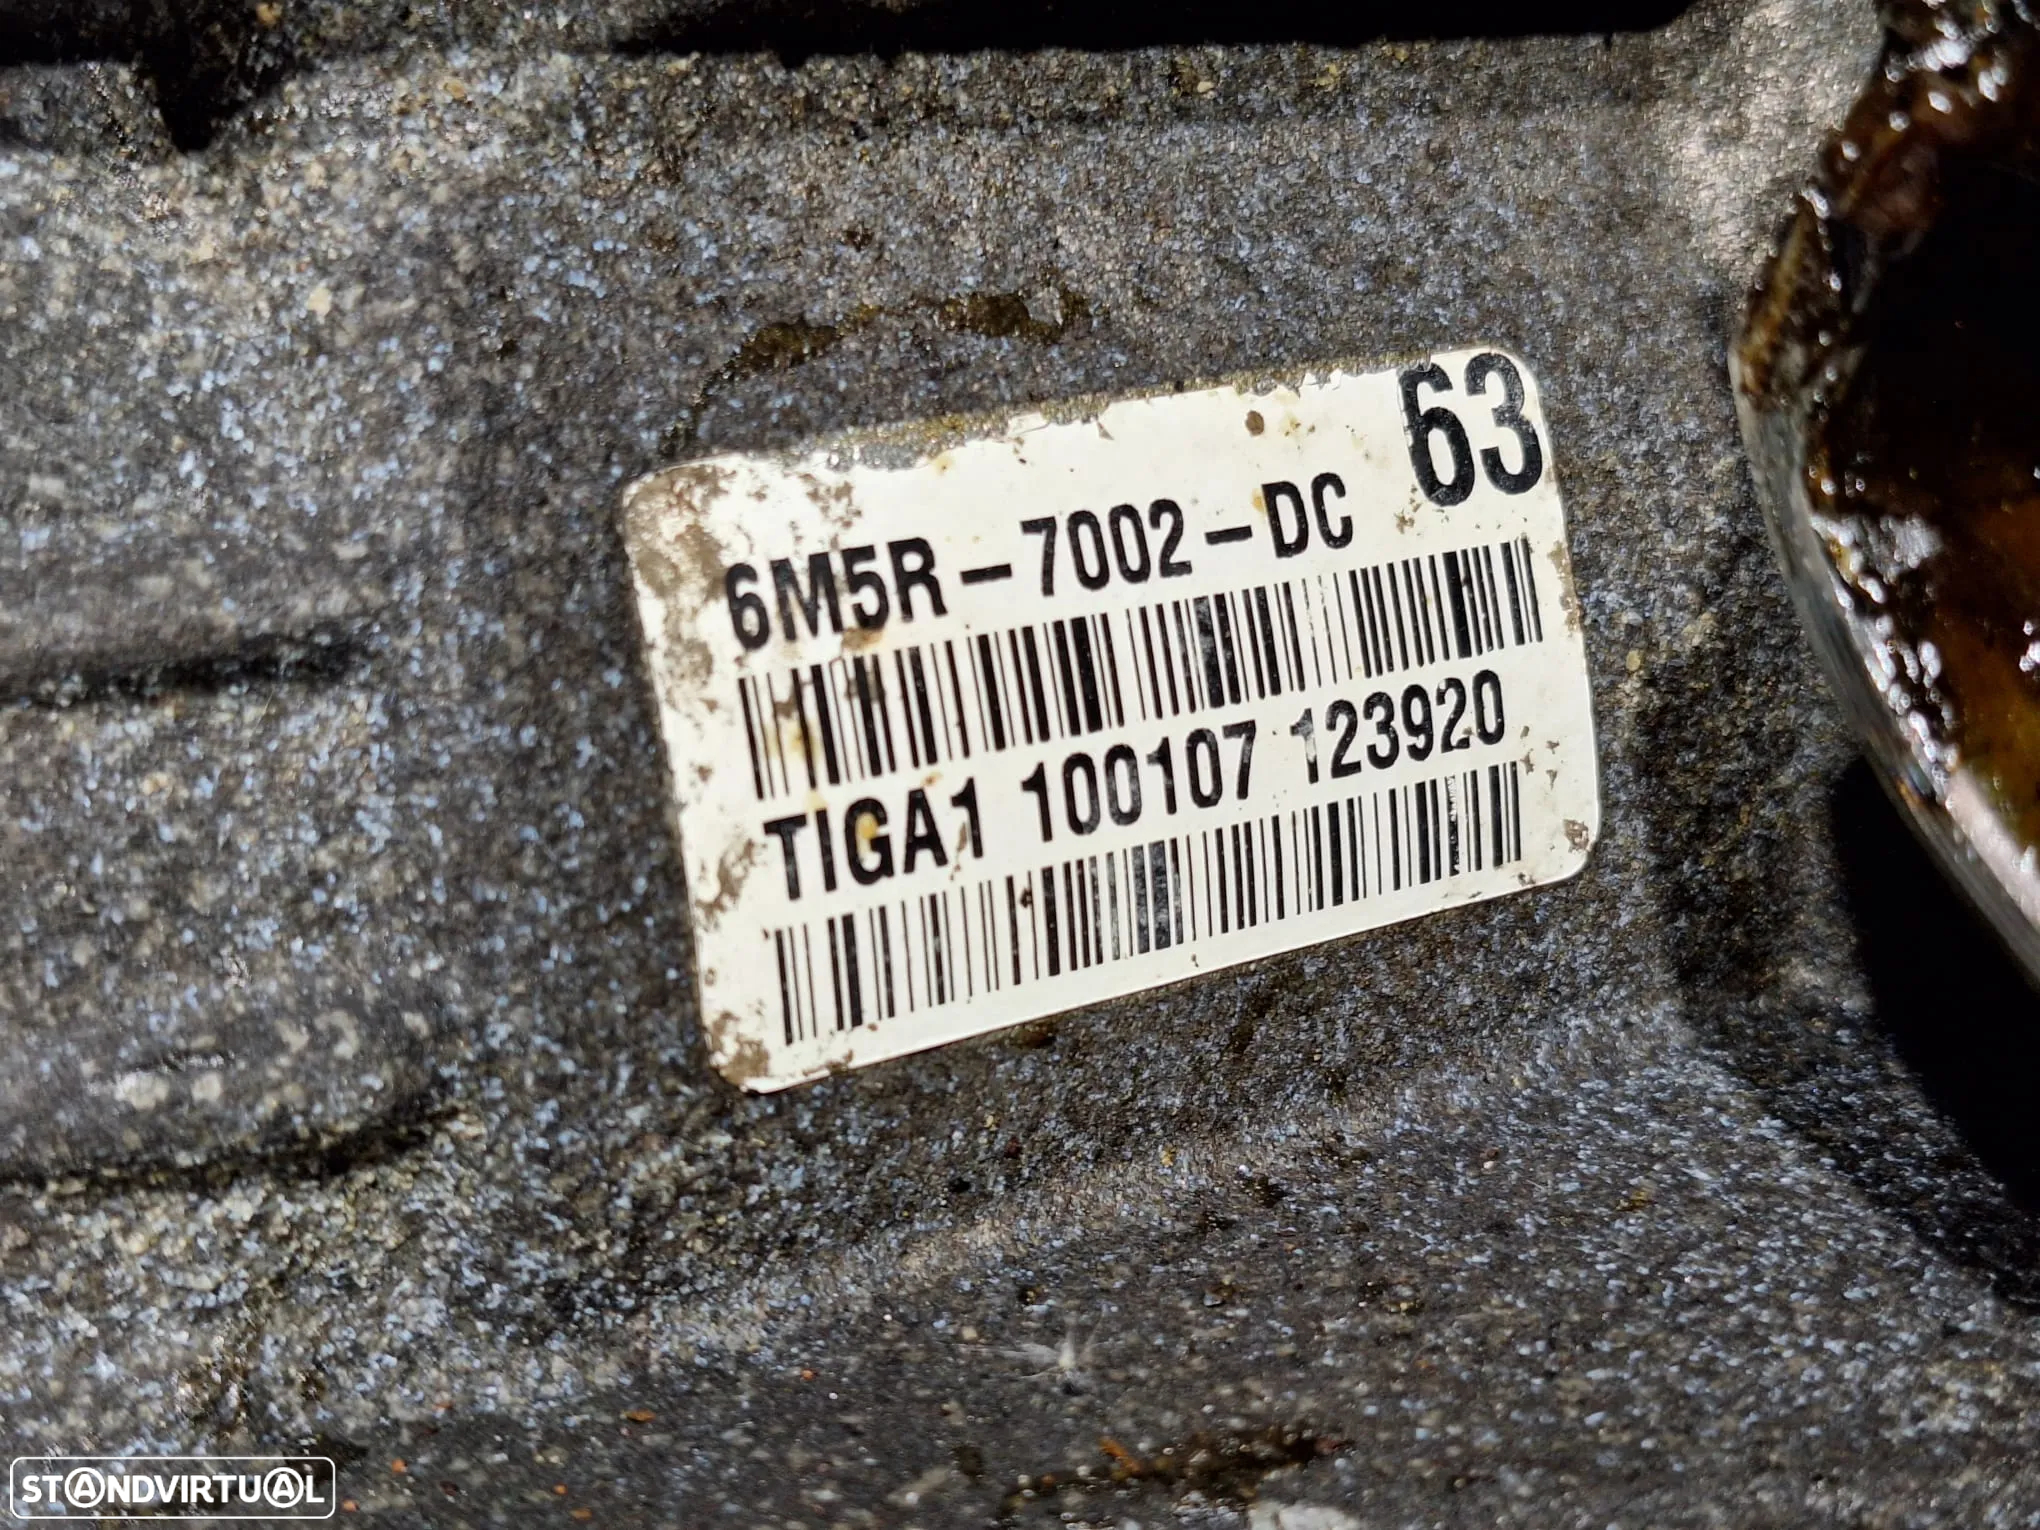 63
6M5R-7002-DC
TIGA1 100107 123920
STANDVIRTUAL